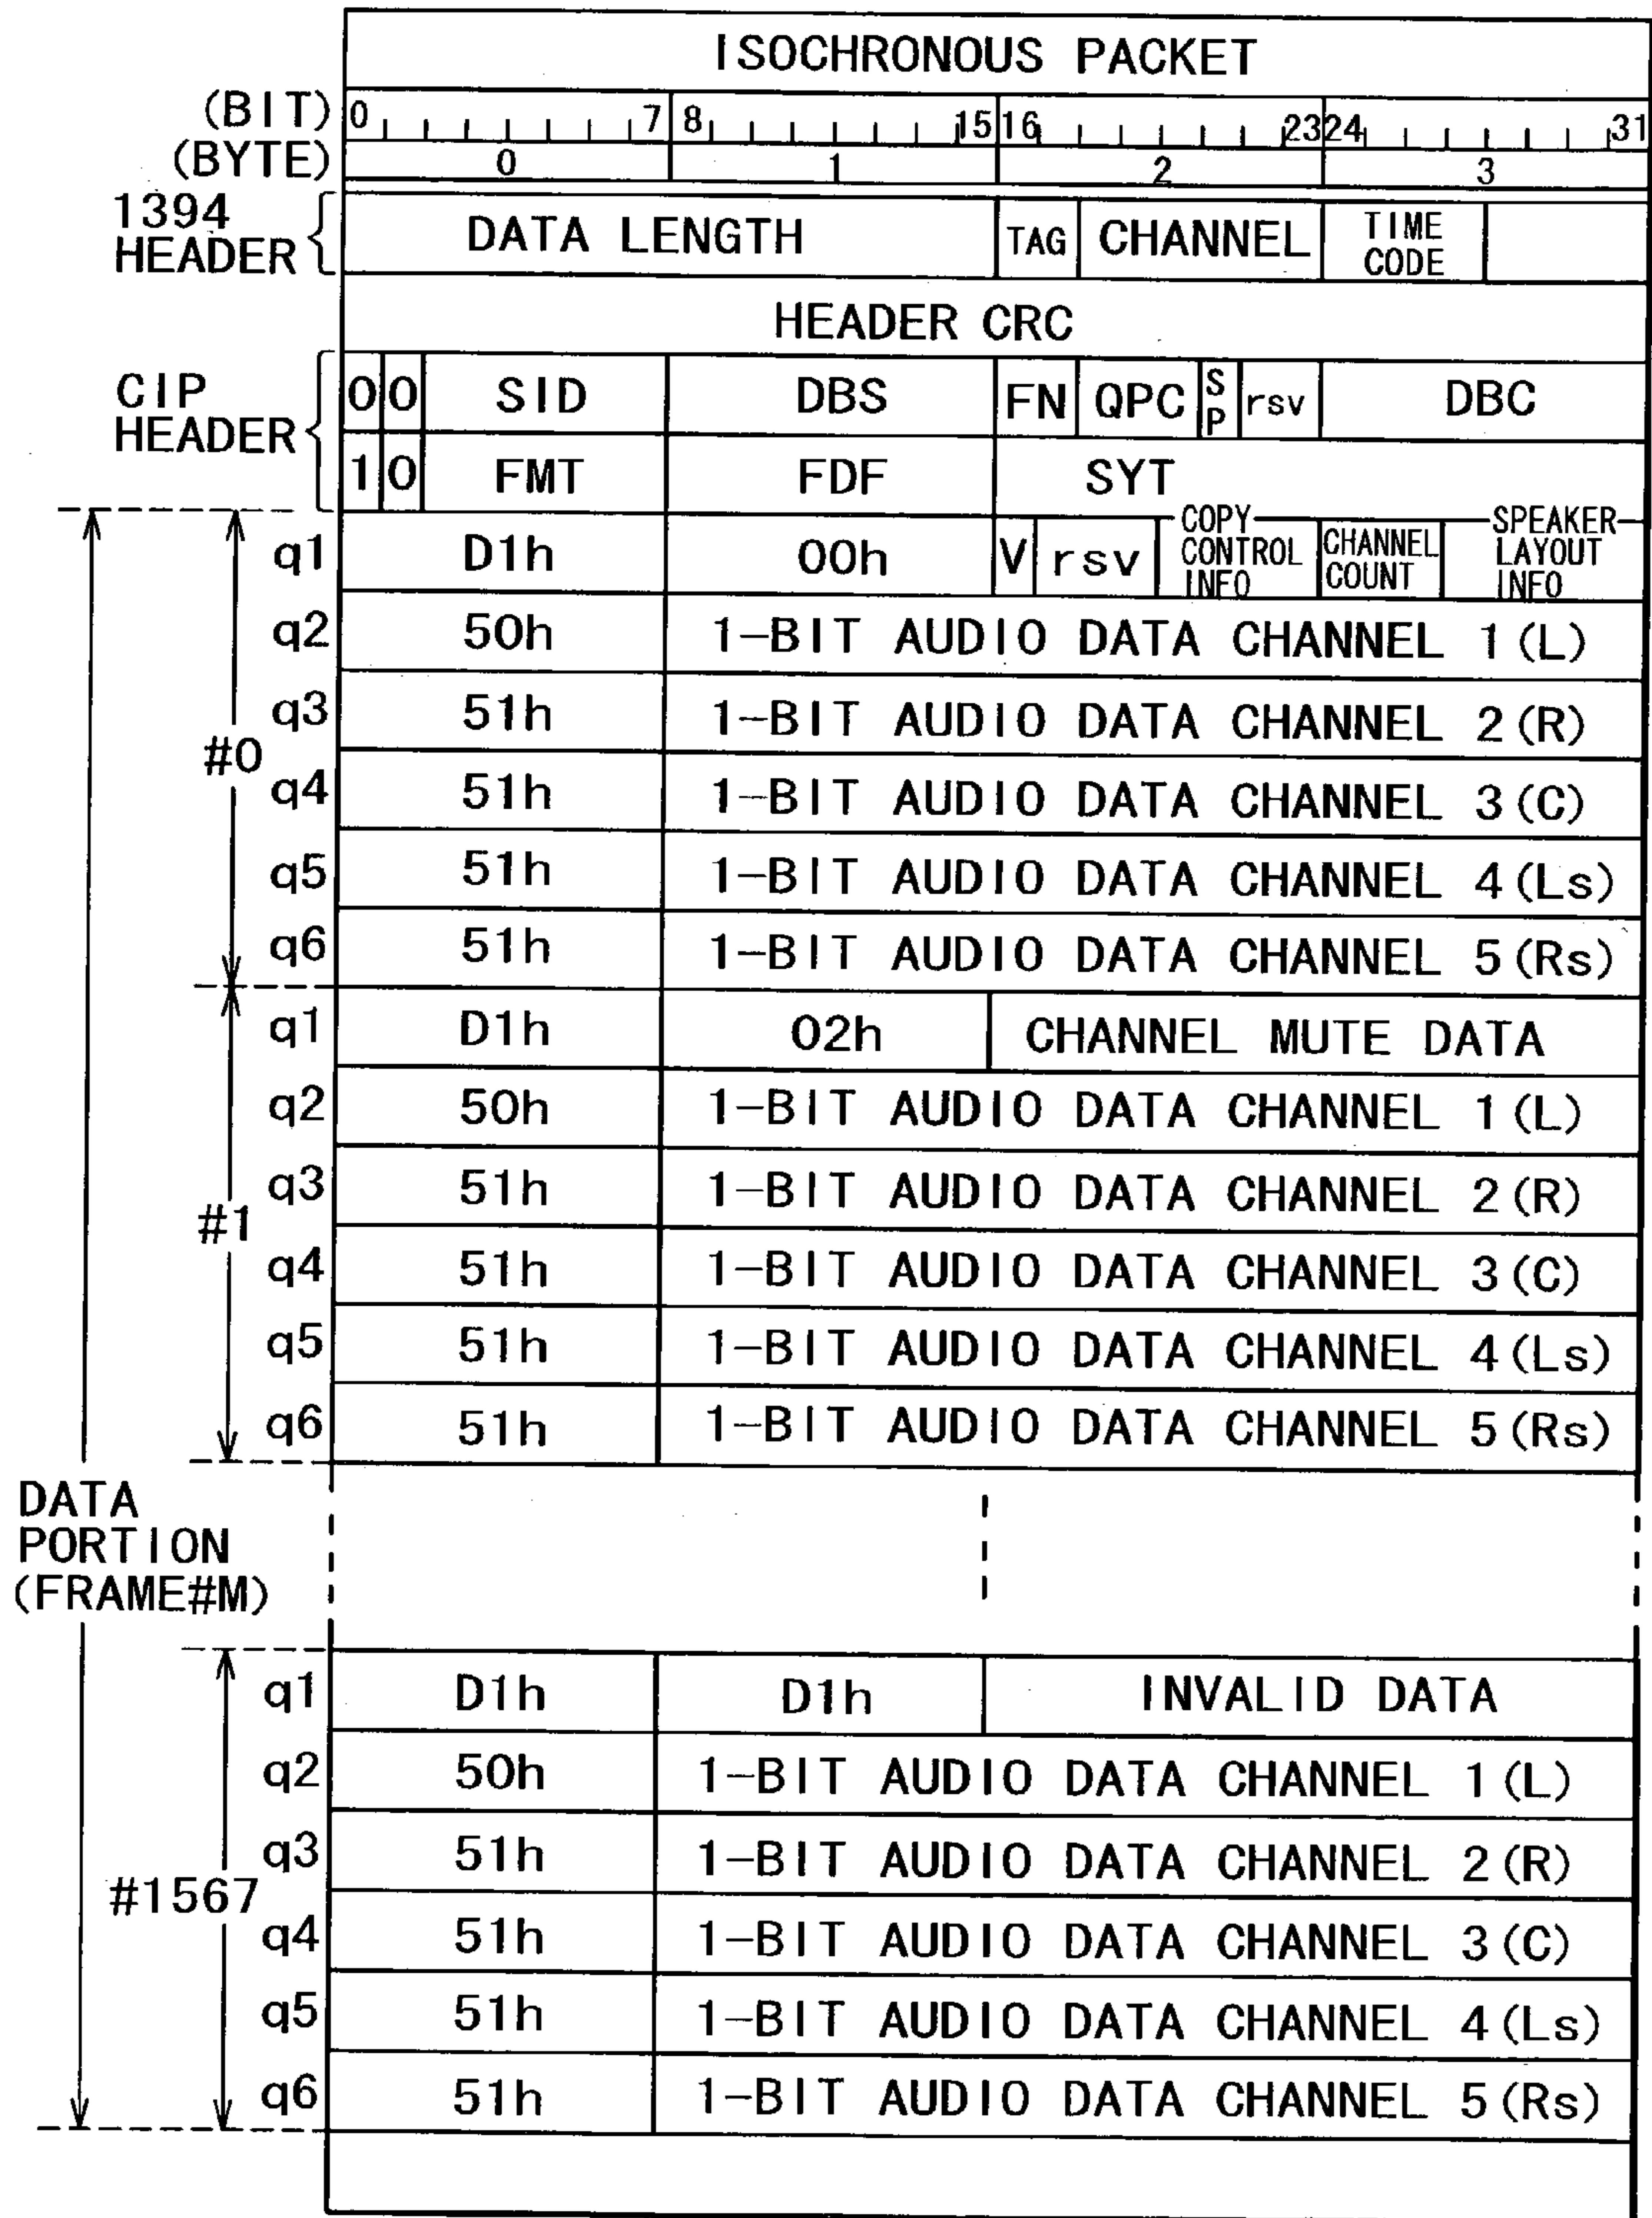 ISOCHRONOUS PACKET
(BIT) 0 7 8 15 16 23 24 31
(BYTE) 0 1 2 3
1394 HEADER DATA LENGTH TAG CHANNEL TIME CODE
HEADER CRC
CIP HEADER 0 0 SID DBS FN QPC SP rsv DBC
1 0 FMT FDF SYT
q1 D1h 00h V rsv COPY CONTROL INFO CHANNEL COUNT SPEAKER LAYOUT INFO
q2 50h 1-BIT AUDIO DATA CHANNEL 1(L)
q3 51h 1-BIT AUDIO DATA CHANNEL 2(R)
#0
q4 51h 1-BIT AUDIO DATA CHANNEL 3(C)
q5 51h 1-BIT AUDIO DATA CHANNEL 4(Ls)
q6 51h 1-BIT AUDIO DATA CHANNEL 5(Rs)
q1 D1h 02h CHANNEL MUTE DATA
q2 50h 1-BIT AUDIO DATA CHANNEL 1(L)
q3 51h 1-BIT AUDIO DATA CHANNEL 2(R)
#1
q4 51h 1-BIT AUDIO DATA CHANNEL 3(C)
q5 51h 1-BIT AUDIO DATA CHANNEL 4(Ls)
q6 51h 1-BIT AUDIO DATA CHANNEL 5(Rs)
DATA
PORTION
(FRAME#M)
q1 D1h D1h INVALID DATA
q2 50h 1-BIT AUDIO DATA CHANNEL 1(L)
q3 51h 1-BIT AUDIO DATA CHANNEL 2(R)
#1567
q4 51h 1-BIT AUDIO DATA CHANNEL 3(C)
q5 51h 1-BIT AUDIO DATA CHANNEL 4(Ls)
q6 51h 1-BIT AUDIO DATA CHANNEL 5(Rs)